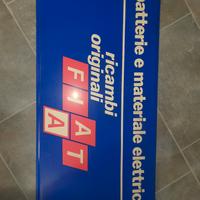 batterie e materiale elettric
ricambi
originali
FIAT
A